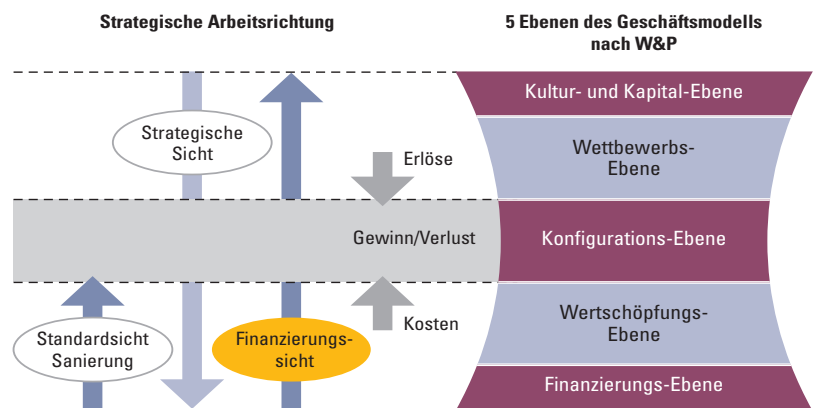 Strategische Arbeitsrichtung
5 Ebenen des Geschäftsmodells
nach W&P
Kultur- und Kapital-Ebene
Strategische
Sicht
Erlöse
Wettbewerbs-
Ebene
Gewinn/Verlust
Konfigurations-Ebene
Standardsicht
Sanierung
Finanzierungs-
sicht
Kosten
Wertschöpfungs-
Ebene
Finanzierungs-Ebene